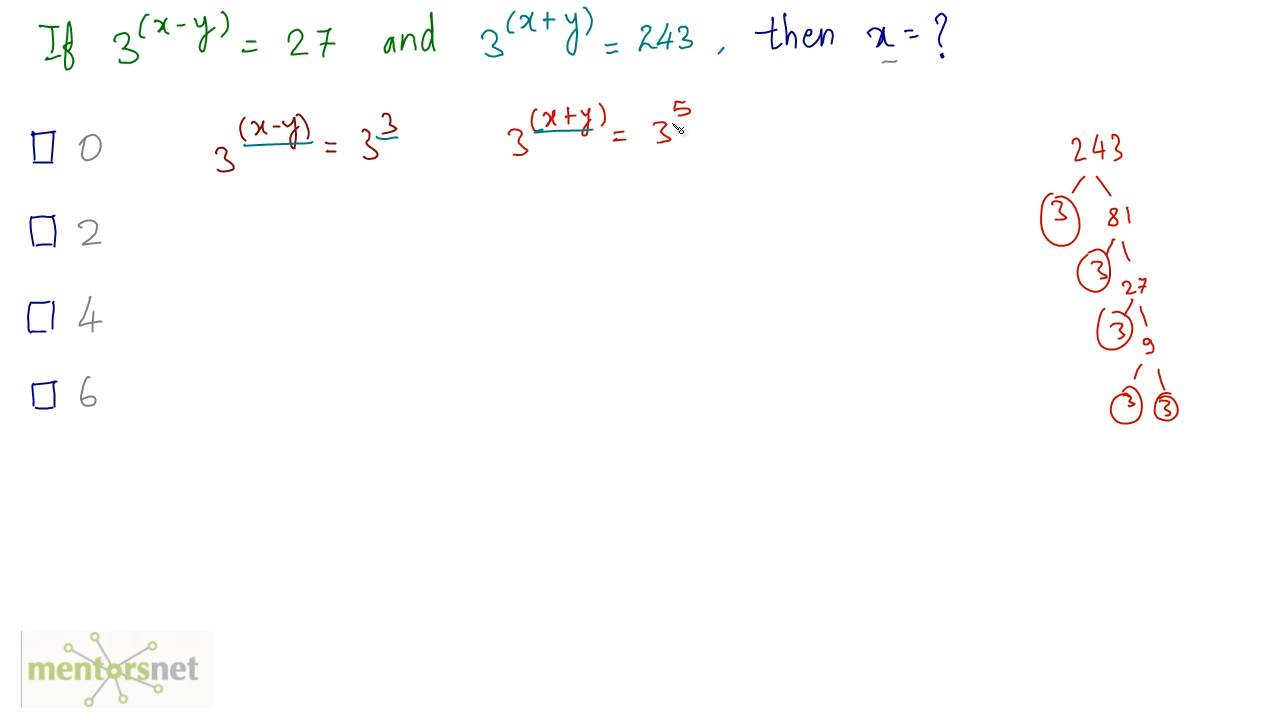 If 3^(x-y) = 27 and 3^(x+y) = 243, then x = ?
0
3^(x-y) = 3^3
3^(x+y) = 3^5
2
4
6
243
3 81
3 27
3 9
3 3
mentorsnet